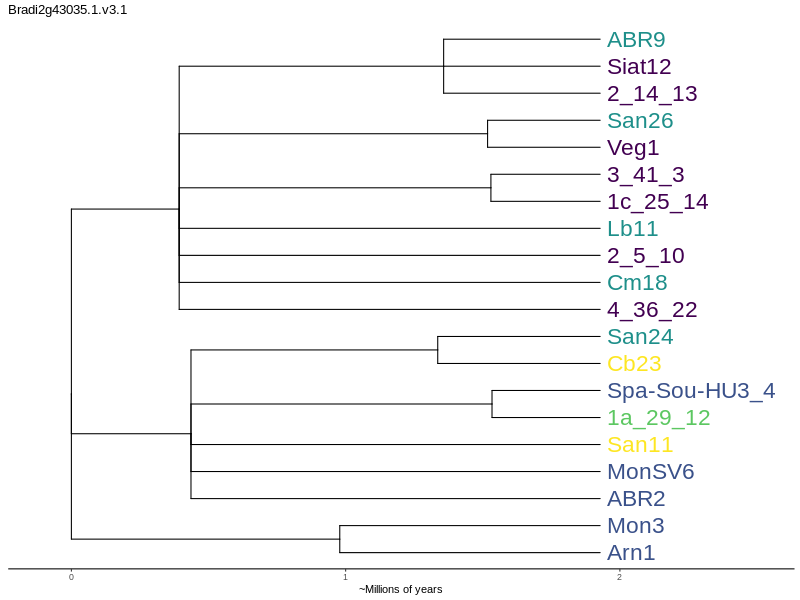 Bradi2g43035.1.v3.1
ABR9
Siat12
2_14_13
San26
Veg1
3_41_3
1c_25_14
Lb11
2_5_10
Cm18
4_36_22
San24
Cb23
Spa-Sou-HU3_4
1a_29_12
San11
MonSV6
ABR2
Mon3
Arn1
0 1 2
~Millions of years